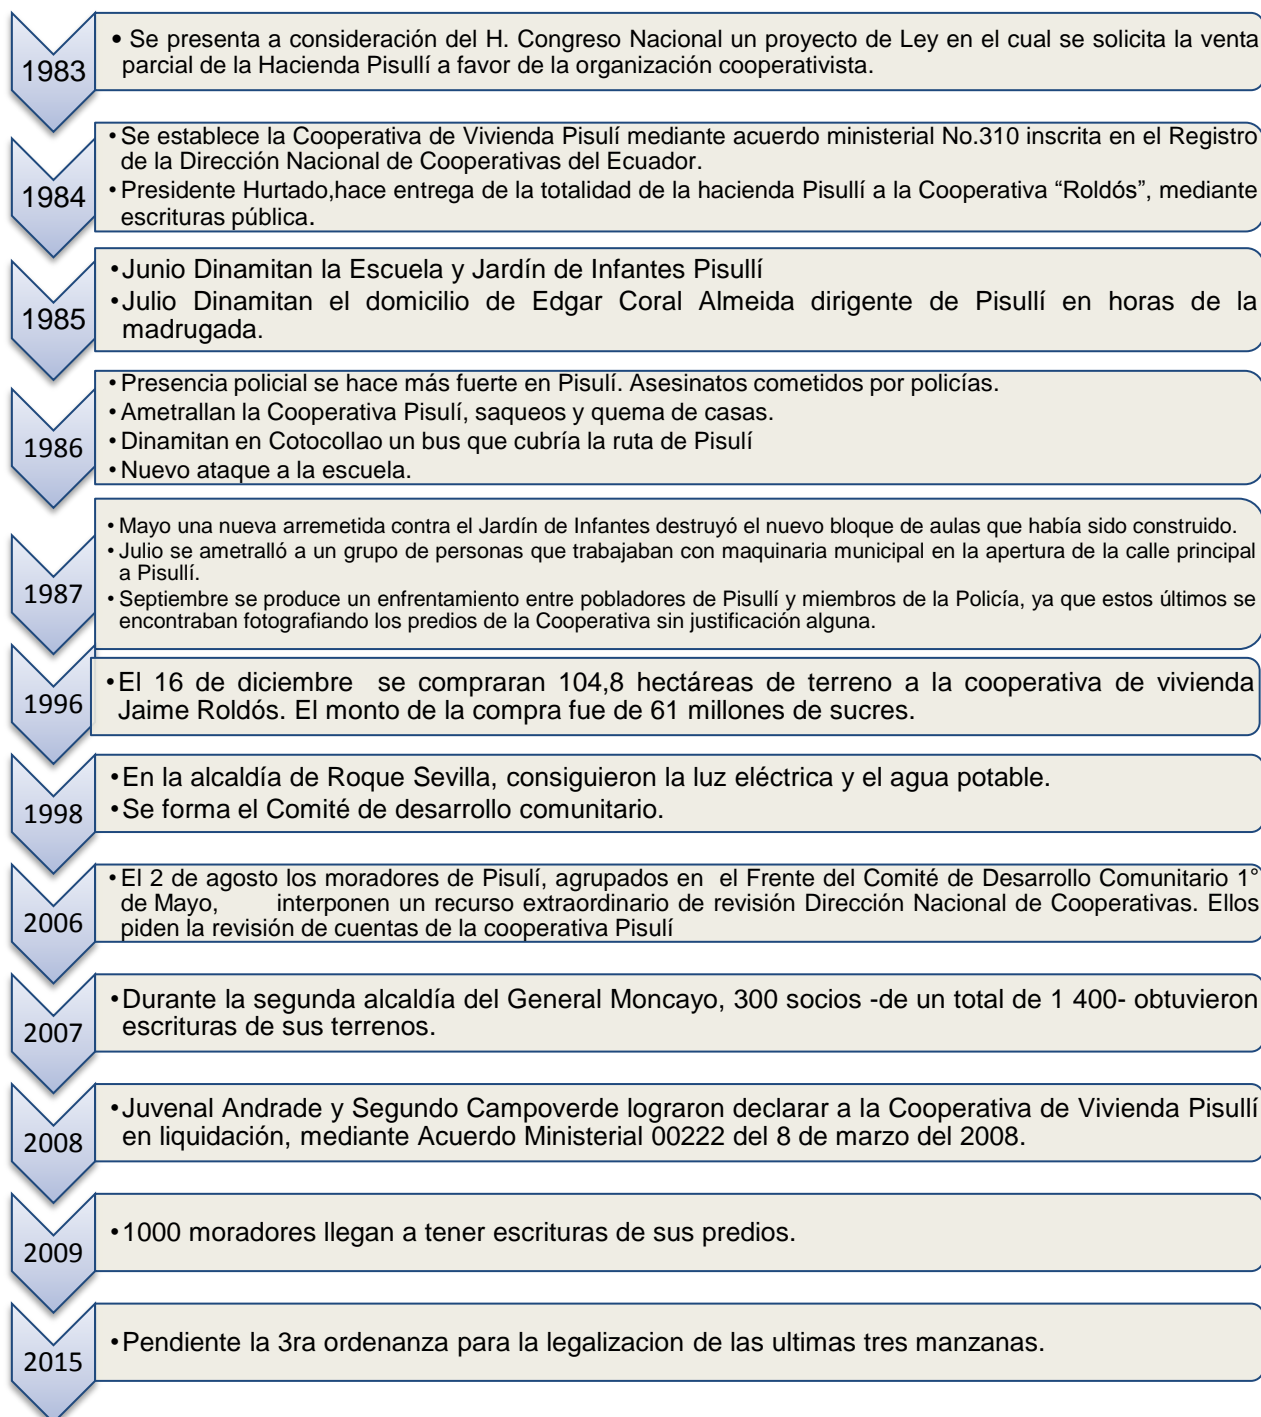 1983
• Se presenta a consideración del H. Congreso Nacional un proyecto de Ley en el cual se solicita la venta
parcial de la Hacienda Pisullí a favor de la organización cooperativista.
1984
• Se establece la Cooperativa de Vivienda Pisulí mediante acuerdo ministerial No.310 inscrita en el Registro
de la Dirección Nacional de Cooperativas del Ecuador.
• Presidente Hurtado,hace entrega de la totalidad de la hacienda Pisullí a la Cooperativa “Roldós”, mediante
escrituras pública.
1985
• Junio Dinamitan la Escuela y Jardín de Infantes Pisullí
• Julio Dinamitan el domicilio de Edgar Coral Almeida dirigente de Pisullí en horas de la
madrugada.
1986
• Presencia policial se hace más fuerte en Pisulí. Asesinatos cometidos por policías.
• Ametrallan la Cooperativa Pisulí, saqueos y quema de casas.
• Dinamitan en Cotocollao un bus que cubría la ruta de Pisulí
• Nuevo ataque a la escuela.
1987
• Mayo una nueva arremetida contra el Jardín de Infantes destruyó el nuevo bloque de aulas que había sido construido.
• Julio se ametralló a un grupo de personas que trabajaban con maquinaria municipal en la apertura de la calle principal
a Pisullí.
• Septiembre se produce un enfrentamiento entre pobladores de Pisullí y miembros de la Policía, ya que estos últimos se
encontraban fotografiando los predios de la Cooperativa sin justificación alguna.
1996
• El 16 de diciembre se compraran 104,8 hectáreas de terreno a la cooperativa de vivienda
Jaime Roldós. El monto de la compra fue de 61 millones de sucres.
1998
• En la alcaldía de Roque Sevilla, consiguieron la luz eléctrica y el agua potable.
• Se forma el Comité de desarrollo comunitario.
2006
• El 2 de agosto los moradores de Pisulí, agrupados en el Frente del Comité de Desarrollo Comunitario 1°
de Mayo, interponen un recurso extraordinario de revisión Dirección Nacional de Cooperativas. Ellos
piden la revisión de cuentas de la cooperativa Pisulí
2007
• Durante la segunda alcaldía del General Moncayo, 300 socios -de un total de 1 400- obtuvieron
escrituras de sus terrenos.
2008
• Juvenal Andrade y Segundo Campoverde lograron declarar a la Cooperativa de Vivienda Pisullí
en liquidación, mediante Acuerdo Ministerial 00222 del 8 de marzo del 2008.
2009
• 1000 moradores llegan a tener escrituras de sus predios.
2015
• Pendiente la 3ra ordenanza para la legalizacion de las ultimas tres manzanas.